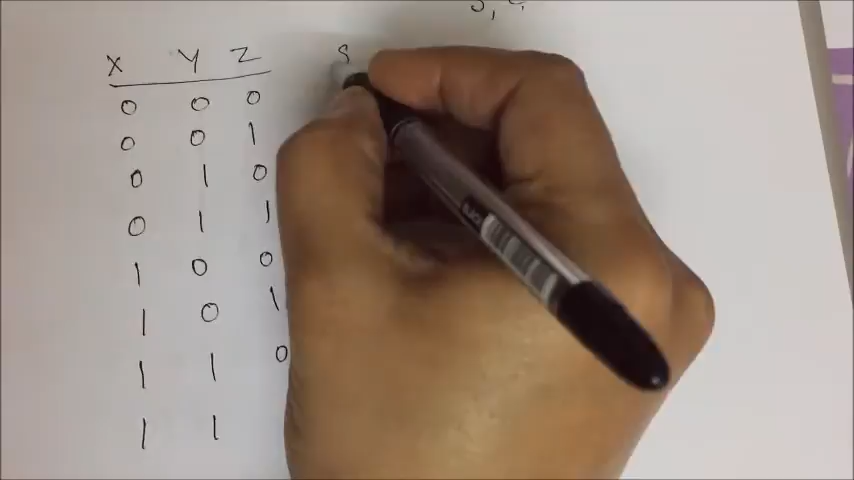 X Y Z S
0 0 0
0 0 1
0 1 0
0 1 1
1 0 0
1 0 1
1 1 0
1 1